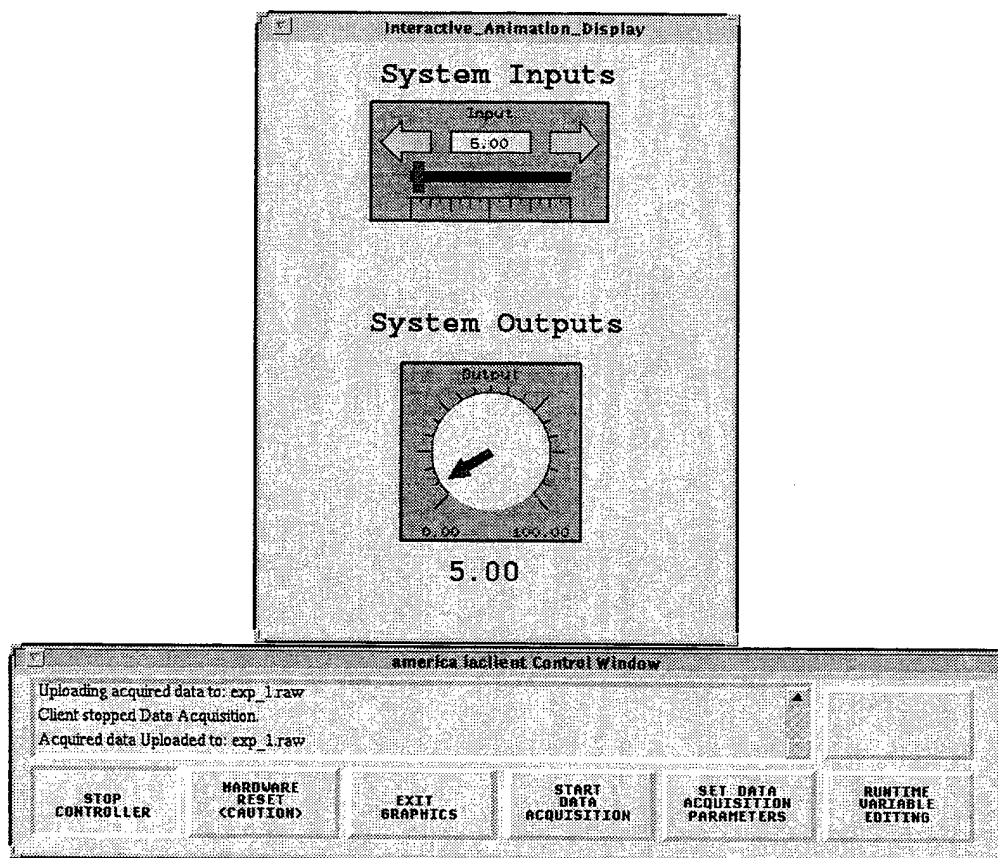 Interactive_Animation_Display
System Inputs
Input
5.00
System Outputs
Output
0.00 100.00
5.00
america iaclient Control Window
Uploading acquired data to: exp_1.raw
Client stopped Data Acquisition.
Acquired data Uploaded to: exp_1.raw
STOP
CONTROLLER
HARDWARE
RESET
<CAUTION>
EXIT
GRAPHICS
START
DATA
ACQUISITION
SET DATA
ACQUISITION
PARAMETERS
RUNTIME
VARIABLE
EDITING